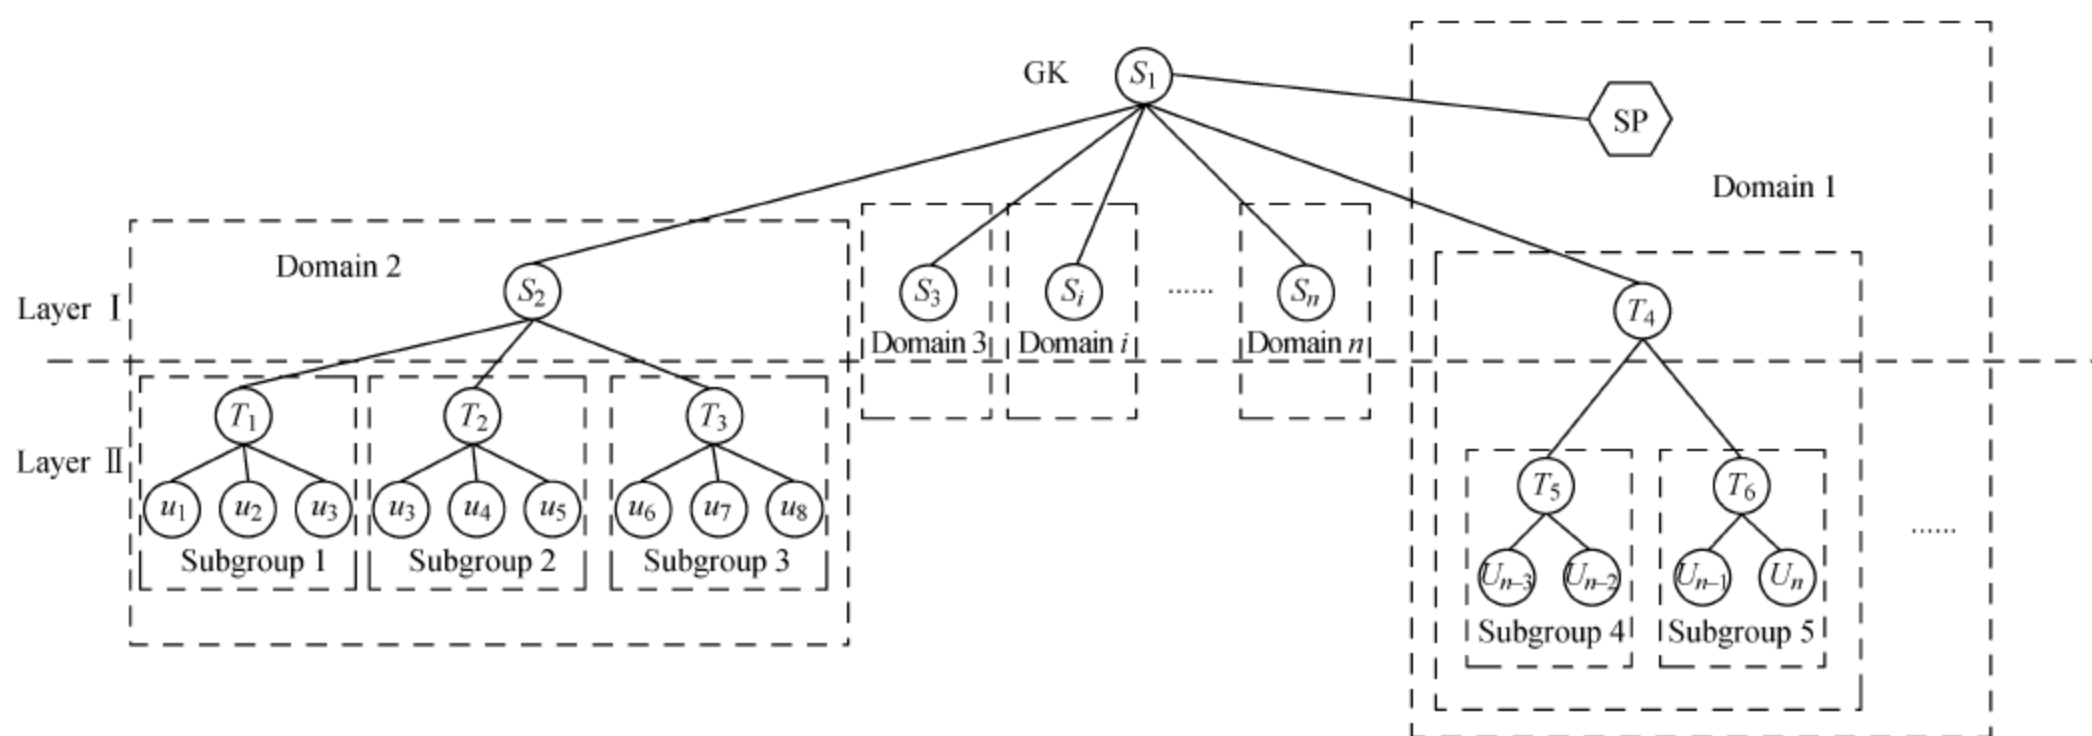 GK S₁
SP
Domain 1
Domain 2
Layer Ⅰ
S₂ S₃ Sᵢ ...... Sₙ T₄
Domain 3 Domain i Domain n
T₁ T₂ T₃
Layer Ⅱ
T₅ T₆
u₁ u₂ u₃ u₃ u₄ u₅ u₆ u₇ u₈
......
Subgroup 1 Subgroup 2 Subgroup 3
Uₙ₋₃ Uₙ₋₂ Uₙ₋₁ Uₙ
Subgroup 4 Subgroup 5